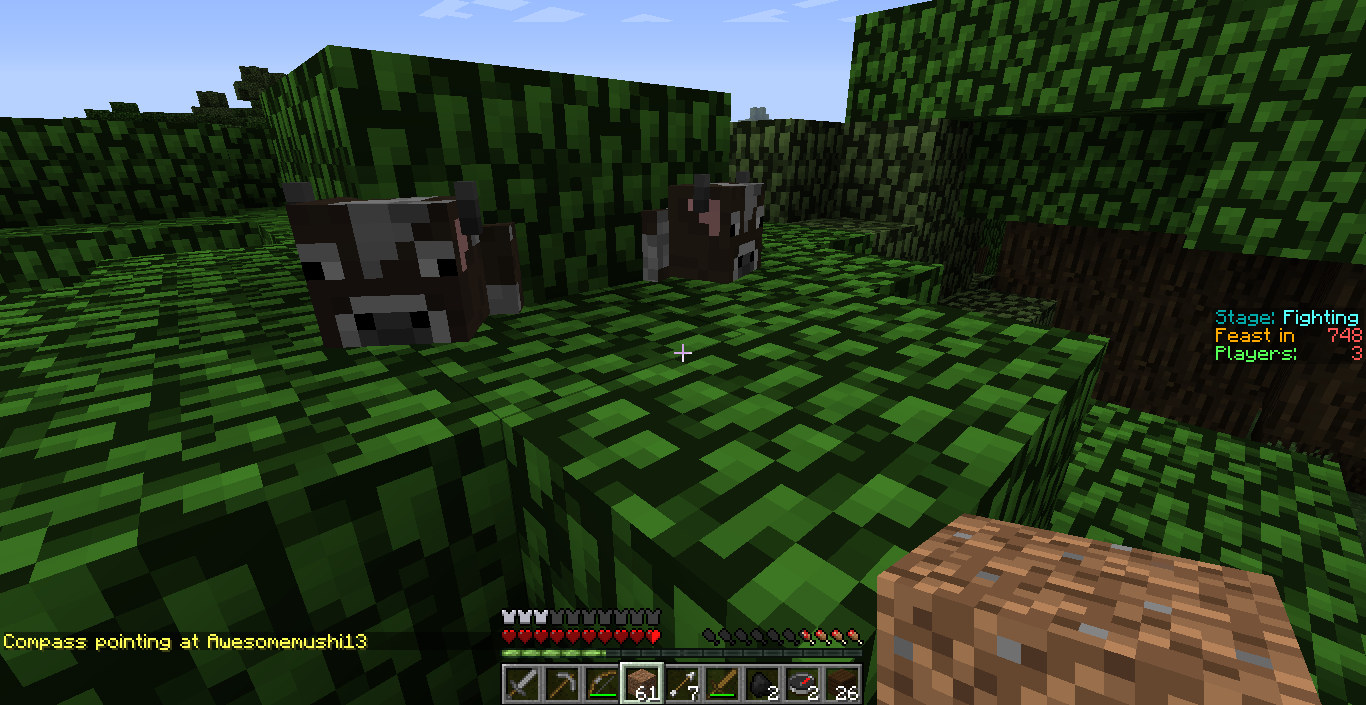 Stage: Fighting
Feast in 748
Players: 3
Compass pointing at Awesomemushi13
61 7 2 2 26